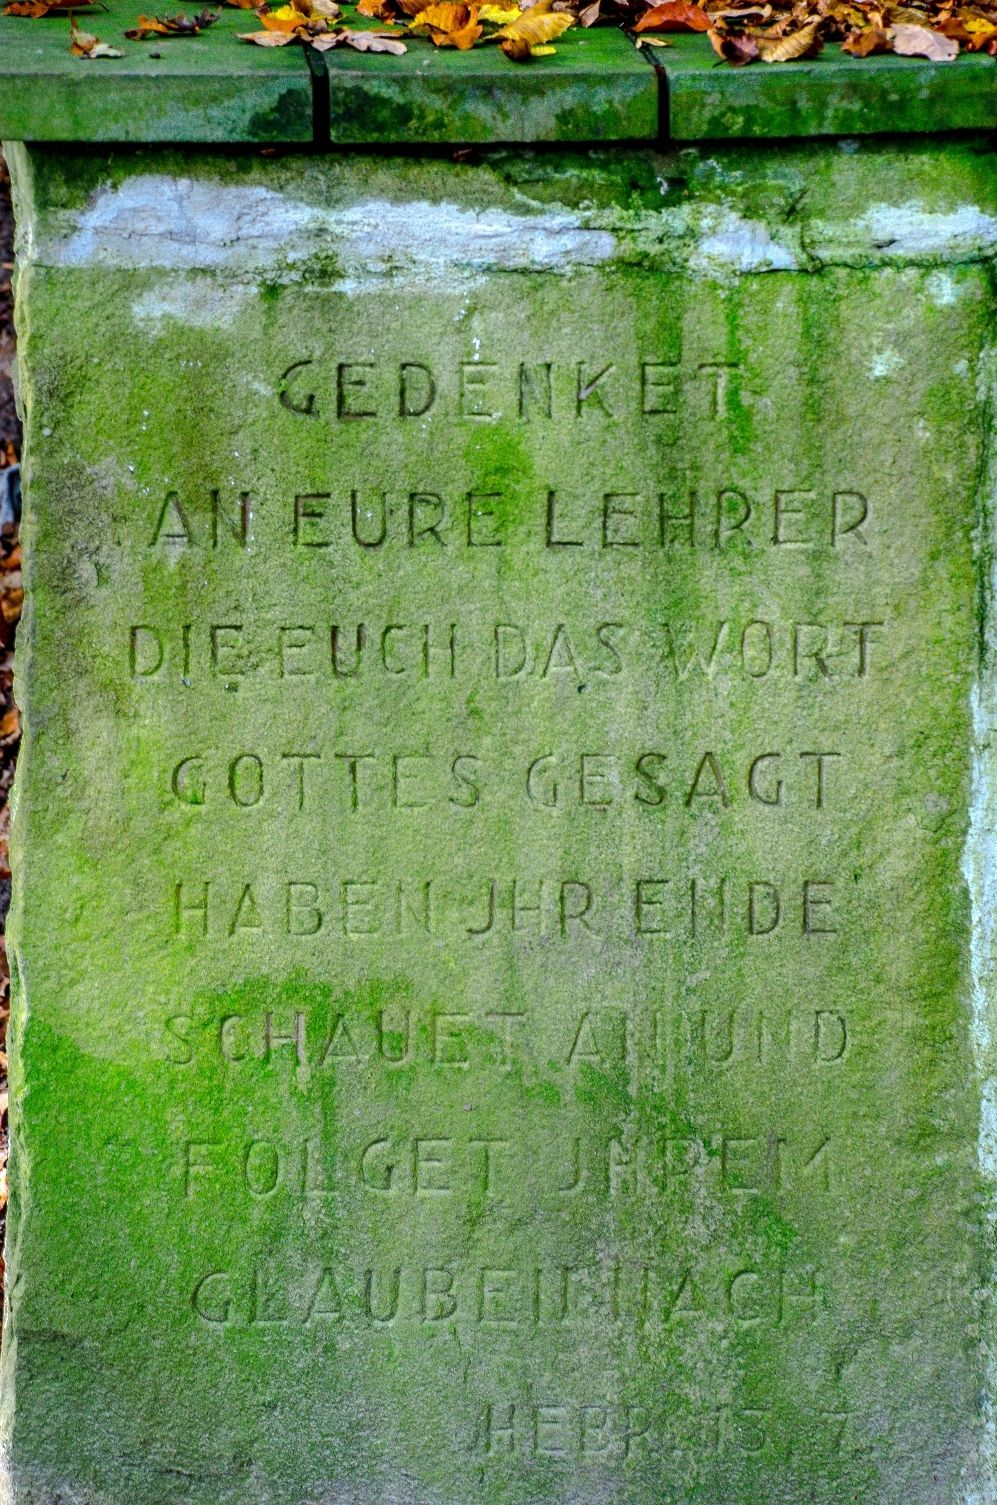 GEDENKET
AN EURE LEHRER
DIE EUCH DAS WORT
GOTTES GESAGT
HABEN JHR ENDE
SCHAUET AN UND
FOLGET JHREM
GLAUBEN NACH
HEBR. 13,7.